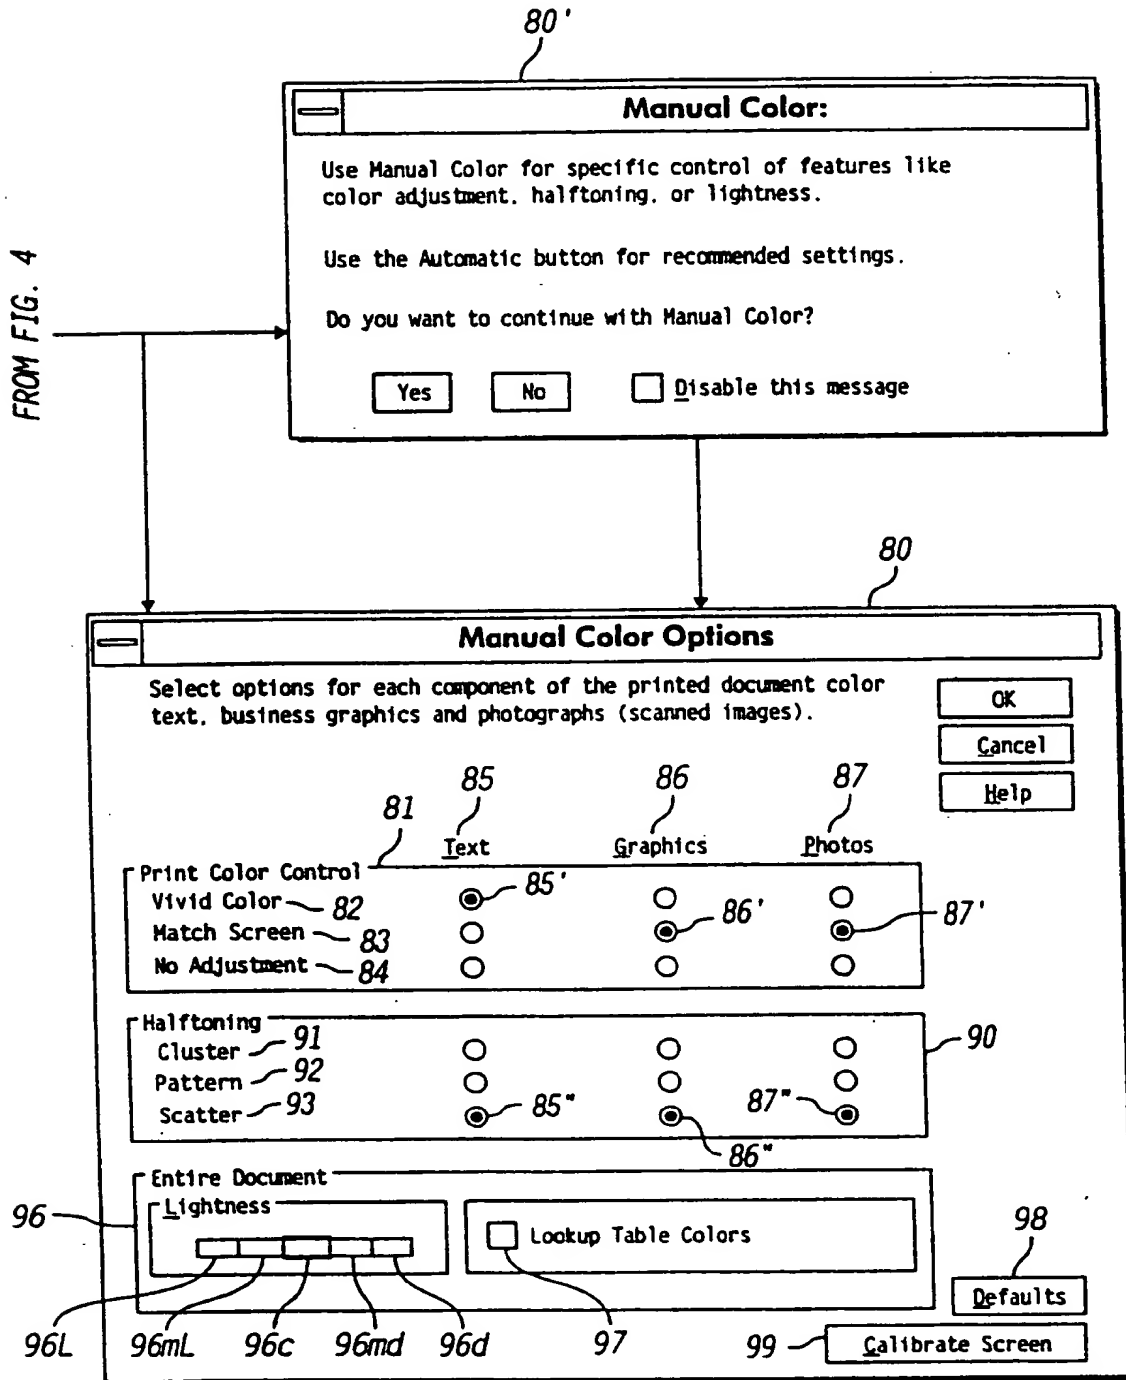 80'
Manual Color:
Use Manual Color for specific control of features like
color adjustment, halftoning, or lightness.
Use the Automatic button for recommended settings.
Do you want to continue with Manual Color?
Yes No Disable this message
FROM FIG. 4
80
Manual Color Options
Select options for each component of the printed document color
text, business graphics and photographs (scanned images).
OK
Cancel
Help
85 86 87
81
Text Graphics Photos
Print Color Control
Vivid Color 82 85'
Match Screen 83 86' 87'
No Adjustment 84
Halftoning
Cluster 91 90
Pattern 92
Scatter 93 85" 86" 87"
Entire Document
96 Lightness
Lookup Table Colors
98
Defaults
96L 96mL 96c 96md 96d 97
99 Calibrate Screen